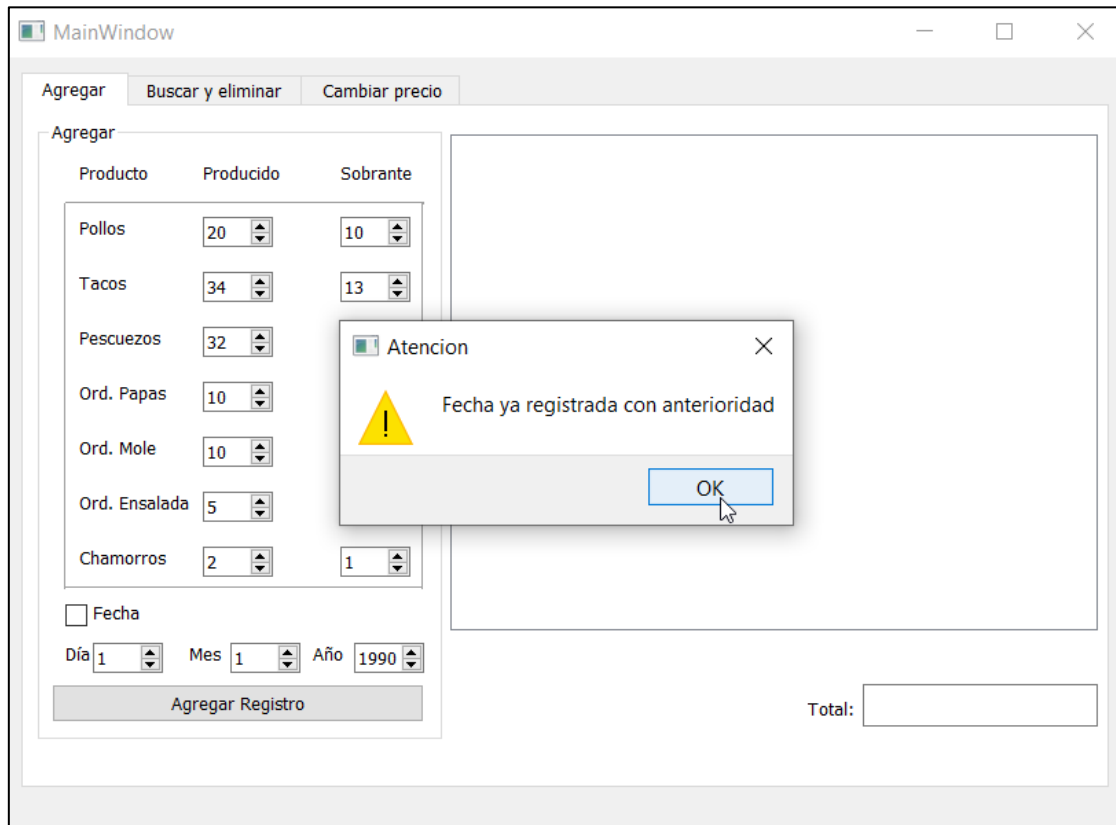 MainWindow
Agregar Buscar y eliminar Cambiar precio
Agregar
Producto Producido Sobrante
Pollos 20 10
Tacos 34 13
Pescuezos 32
Atencion
Ord. Papas 10
Fecha ya registrada con anterioridad
Ord. Mole 10
OK
Ord. Ensalada 5
Chamorros 2 1
Fecha
Día 1 Mes 1 Año 1990
Agregar Registro
Total: